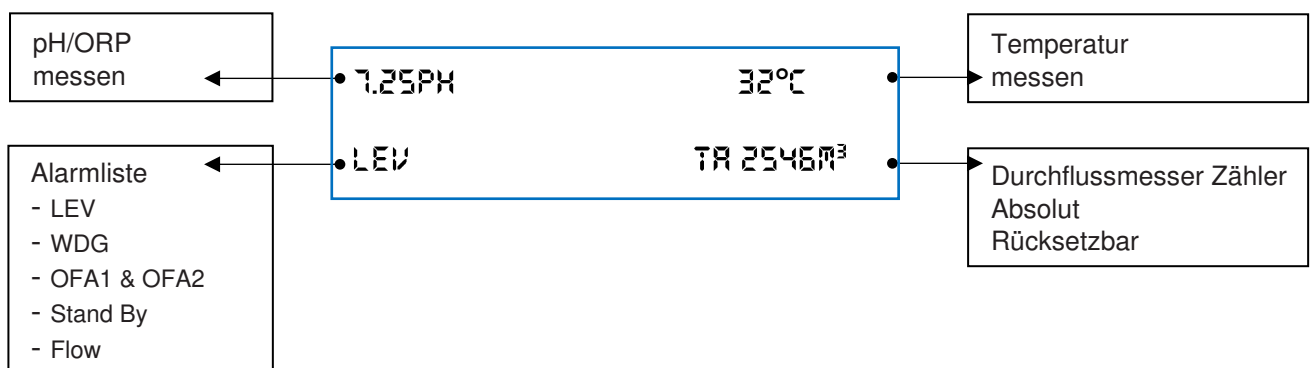 pH/ORP
messen
7.25PH
32°C
Temperatur
messen
Alarmliste
- LEV
- WDG
- OFA1 & OFA2
- Stand By
- Flow
LEV
TA 2546M³
Durchflussmesser Zähler
Absolut
Rücksetzbar